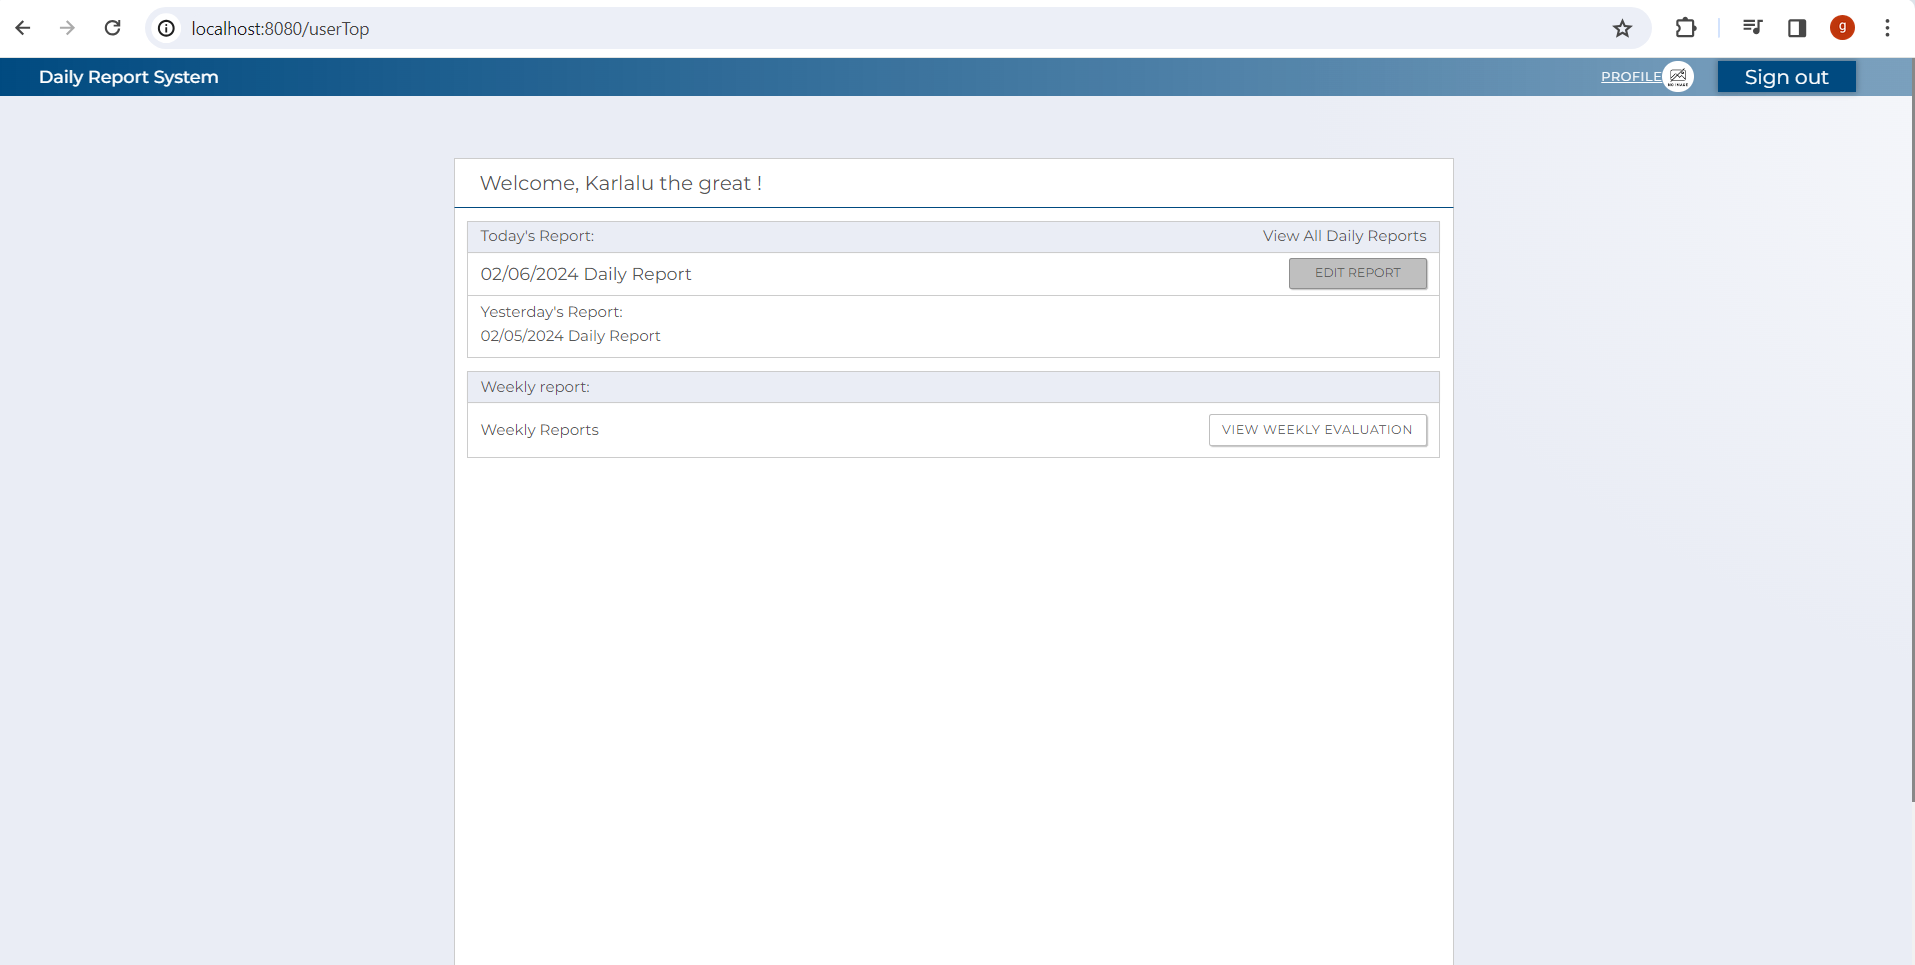 localhost:8080/userTop
g
Daily Report System
PROFILE
NO IMAGE
Sign out
Welcome, Karlalu the great !
Today's Report:
View All Daily Reports
02/06/2024 Daily Report
EDIT REPORT
Yesterday's Report:
02/05/2024 Daily Report
Weekly report:
Weekly Reports
VIEW WEEKLY EVALUATION